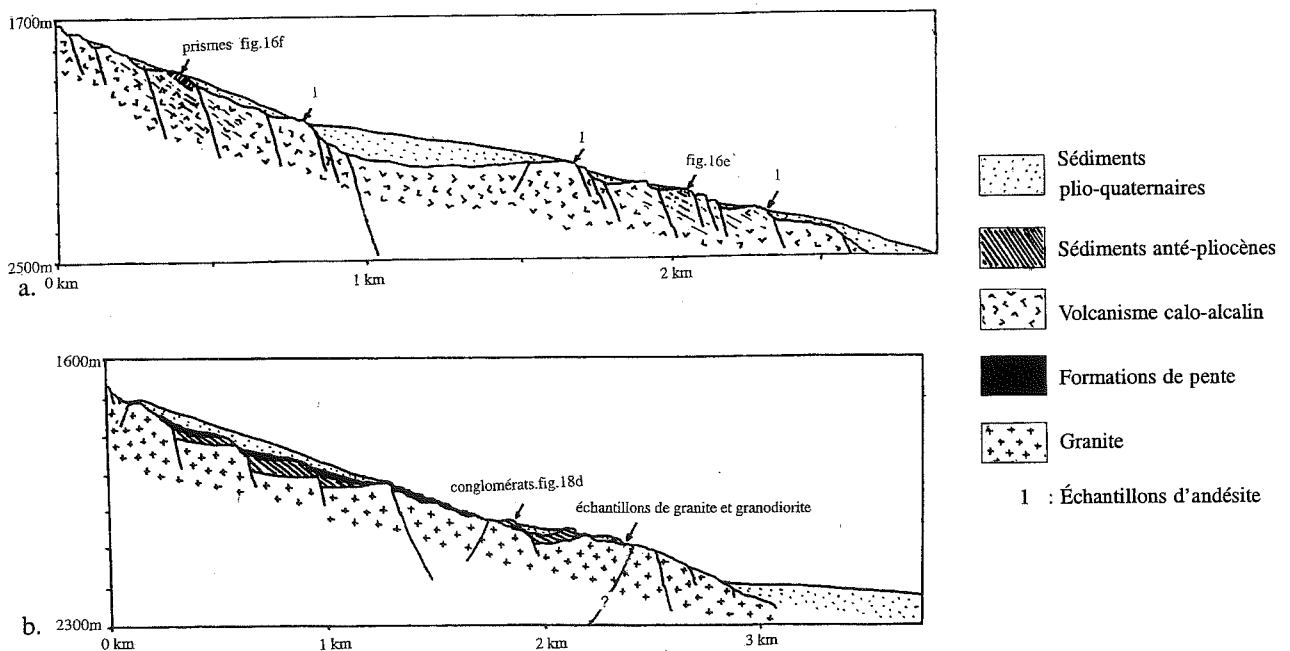 1700m
prismes fig.16f
1
1
fig.16e
1
2500m
a.
0 km
1 km
2 km
1600m
conglomérats.fig.18d
échantillons de granite et granodiorite
?
2300m
b.
0 km
1 km
2 km
3 km
Sédiments
plio-quaternaires
Sédiments anté-pliocènes
Volcanisme calo-alcalin
Formations de pente
Granite
1 : Échantillons d'andésite